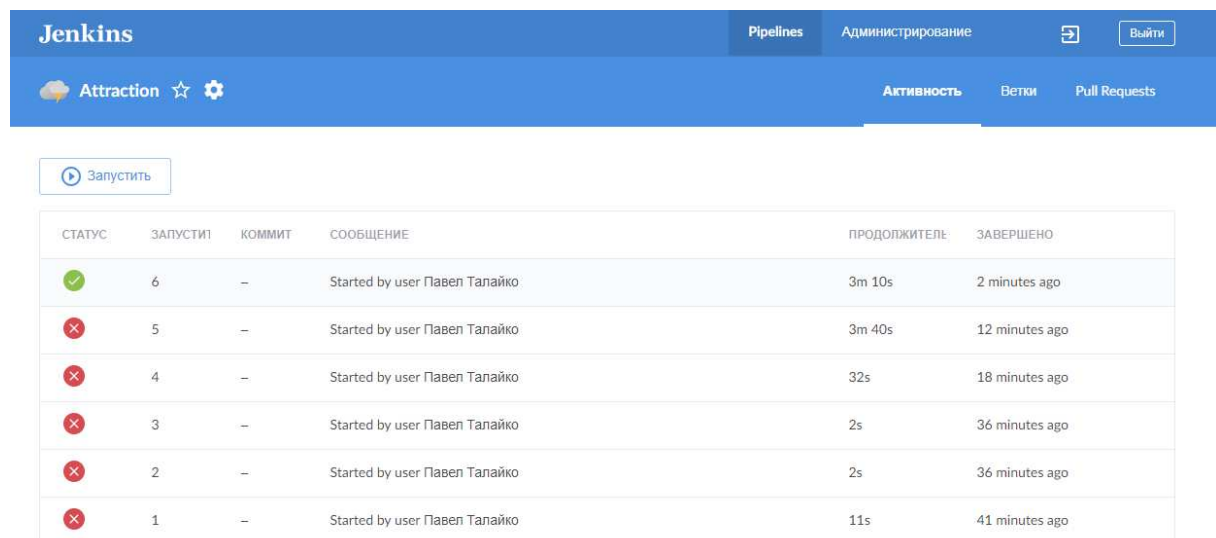 Jenkins Pipelines Администрирование Выйти
Attraction Активность Ветки Pull Requests
Запустить
СТАТУС ЗАПУСТИТ КОММИТ СООБЩЕНИЕ ПРОДОЛЖИТЕЛЬ ЗАВЕРШЕНО
6 – Started by user Павел Талайко 3m 10s 2 minutes ago
5 – Started by user Павел Талайко 3m 40s 12 minutes ago
4 – Started by user Павел Талайко 32s 18 minutes ago
3 – Started by user Павел Талайко 2s 36 minutes ago
2 – Started by user Павел Талайко 2s 36 minutes ago
1 – Started by user Павел Талайко 11s 41 minutes ago